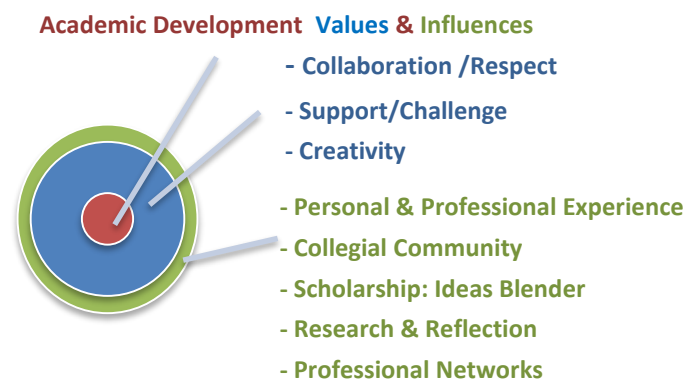 Academic Development Values & Influences
- Collaboration /Respect
- Support/Challenge
- Creativity
- Personal & Professional Experience
- Collegial Community
- Scholarship: Ideas Blender
- Research & Reflection
- Professional Networks